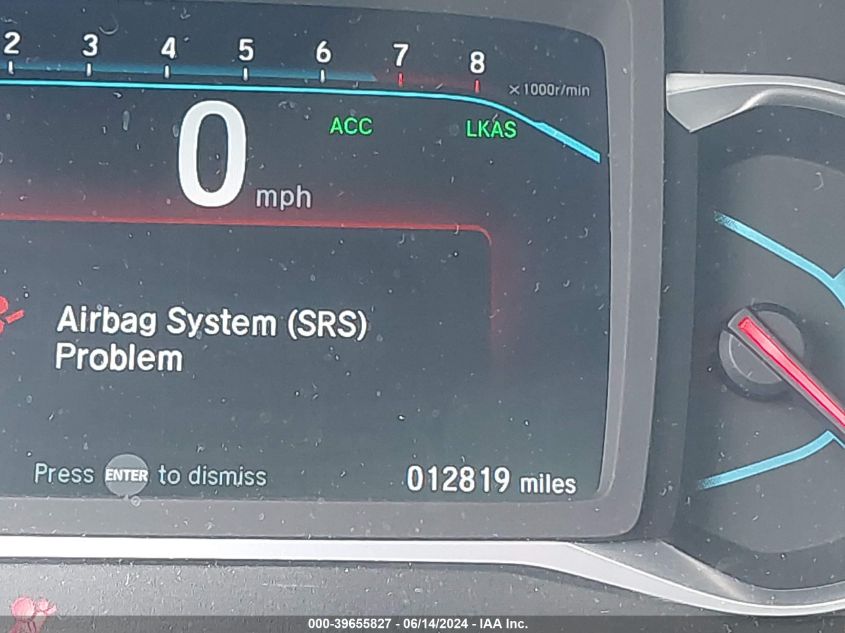 2 3 4 5 6 7 8
×1000r/min
ACC LKAS
0 mph
Airbag System (SRS)
Problem
Press ENTER to dismiss
012819 miles
000-39655827 - 06/14/2024 - IAA Inc.